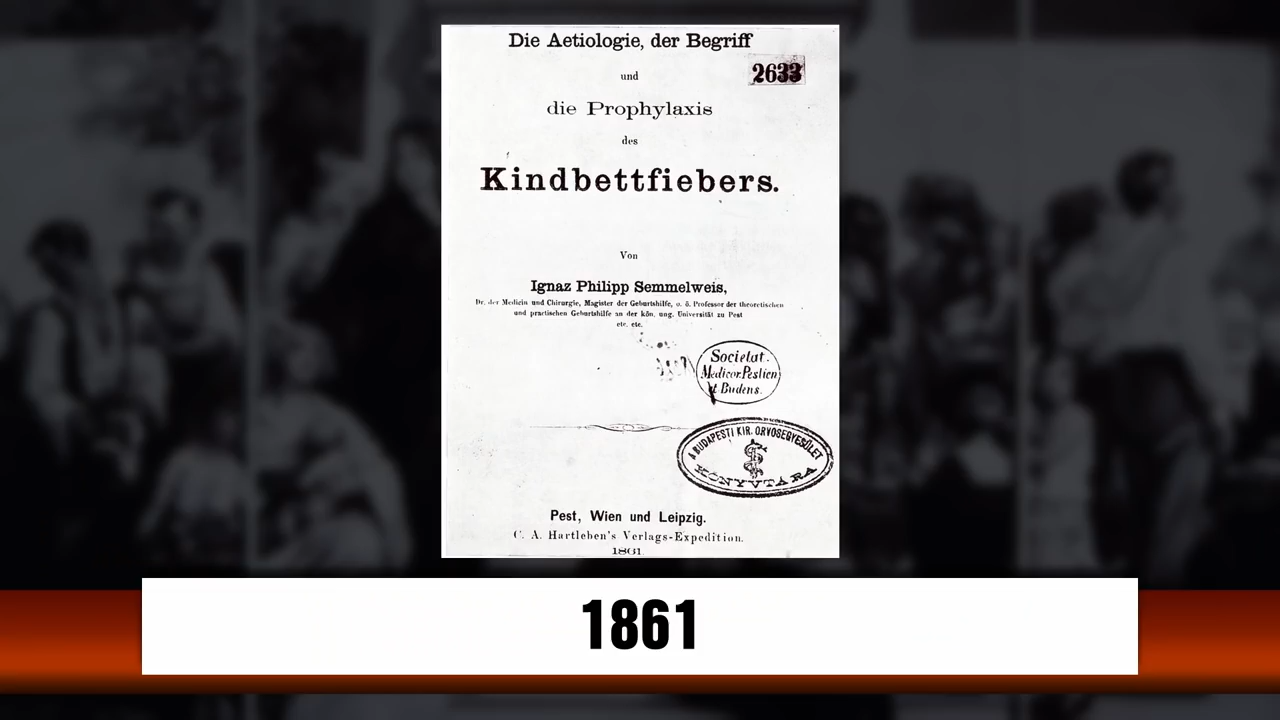 Die Aetiologie, der Begriff
2633
und
die Prophylaxis
des
Kindbettfiebers.
Von
Ignaz Philipp Semmelweis,
Dr. der Medicin und Chirurgie, Magister der Geburtshilfe, o. ö. Professor der theoretischen
und practischen Geburtshilfe an der kön. ung. Universität zu Pest
etc. etc.
Societat.
Medicor. Pestien
et Budens.
A BUDAPESTI KIR. ORVOSEGYESÜLET
KÖNYVTÁRA
Pest, Wien und Leipzig.
C. A. Hartleben's Verlags-Expedition.
1861.
1861